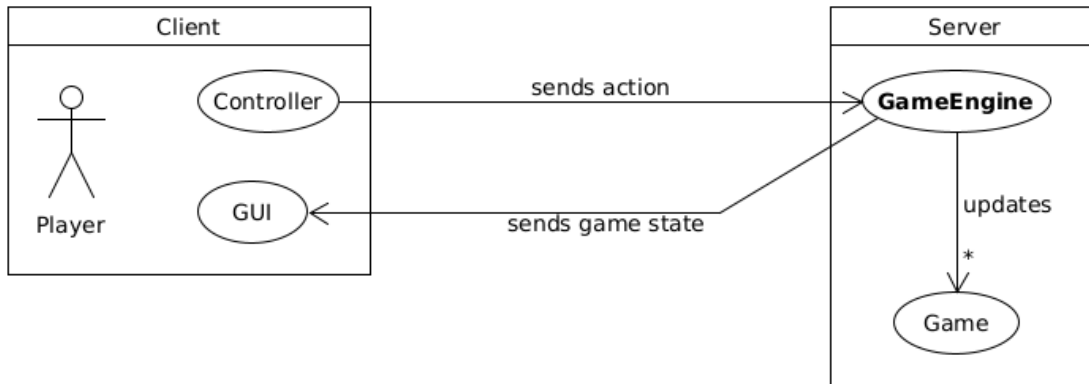 Client
Server
Controller
sends action
GameEngine
Player
GUI
sends game state
updates
*
Game